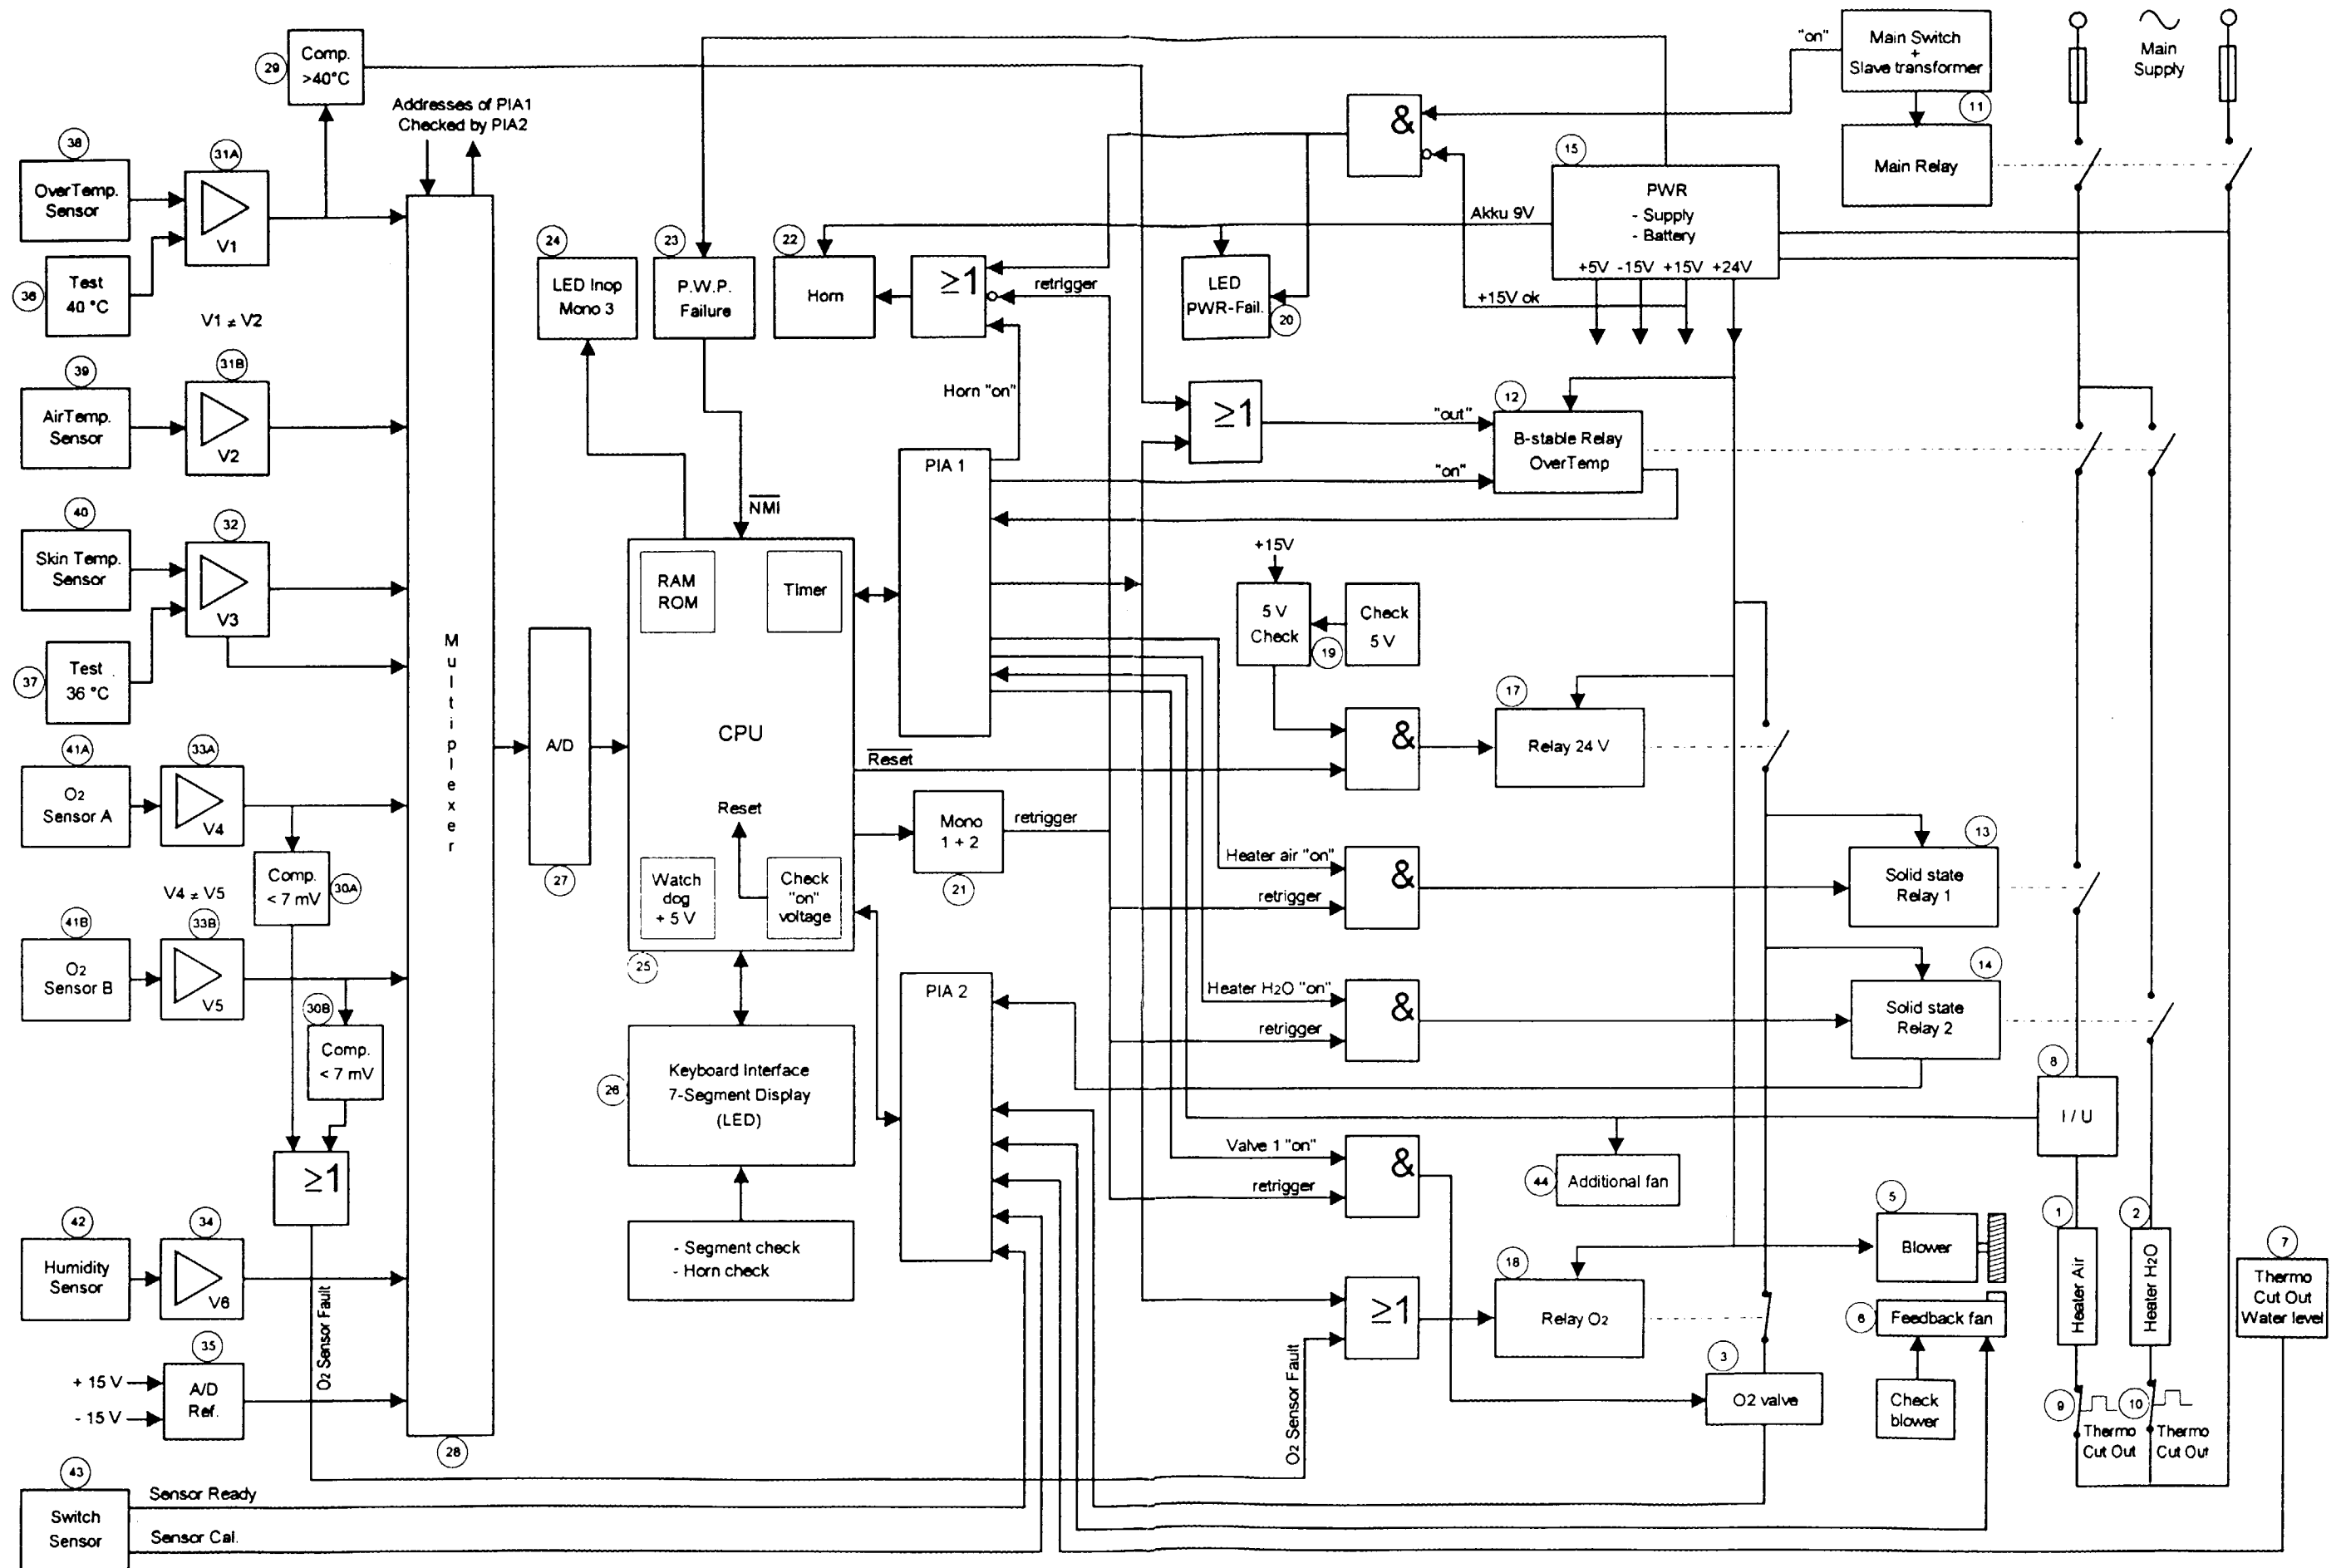 29
Comp.
>40°C
Addresses of PIA1
Checked by PIA2
38
OverTemp.
Sensor
31A
V1
36
Test
40 °C
V1 ≠ V2
39
AirTemp.
Sensor
31B
V2
40
Skin Temp.
Sensor
32
V3
37
Test
36 °C
41A
O2
Sensor A
33A
V4
Comp.
< 7 mV
30A
V4 ≠ V5
41B
O2
Sensor B
33B
V5
30B
Comp.
< 7 mV
≥1
42
Humidity
Sensor
34
V6
O2 Sensor Fault
35
+ 15 V
- 15 V
A/D
Ref.
43
Switch
Sensor
Sensor Ready
Sensor Cal.
Multiplexer
28
A/D
27
24
LED Inop
Mono 3
23
P.W.P.
Failure
22
Horn
≥1
retrigger
Horn "on"
NMI
RAM
ROM
Timer
CPU
Reset
Watch
dog
+ 5 V
Check
"on"
voltage
25
Reset
Mono
1 + 2
21
retrigger
26
Keyboard Interface
7-Segment Display
(LED)
- Segment check
- Horn check
PIA 1
PIA 2
&
Akku 9V
LED
PWR-Fail.
20
+15V ok
15
PWR
- Supply
- Battery
+5V -15V +15V +24V
"on"
Main Switch
+
Slave transformer
11
Main Relay
Main
Supply
≥1
"out"
"on"
12
B-stable Relay
OverTemp
+15V
5 V
Check
19
Check
5 V
&
17
Relay 24 V
Heater air "on"
retrigger
&
13
Solid state
Relay 1
Heater H2O "on"
retrigger
&
14
Solid state
Relay 2
8
I / U
Valve 1 "on"
retrigger
&
44
Additional fan
5
Blower
6
Feedback fan
Check
blower
18
Relay O2
≥1
O2 Sensor Fault
3
O2 valve
1
Heater Air
2
Heater H2O
7
Thermo
Cut Out
Water level
9
Thermo
Cut Out
10
Thermo
Cut Out